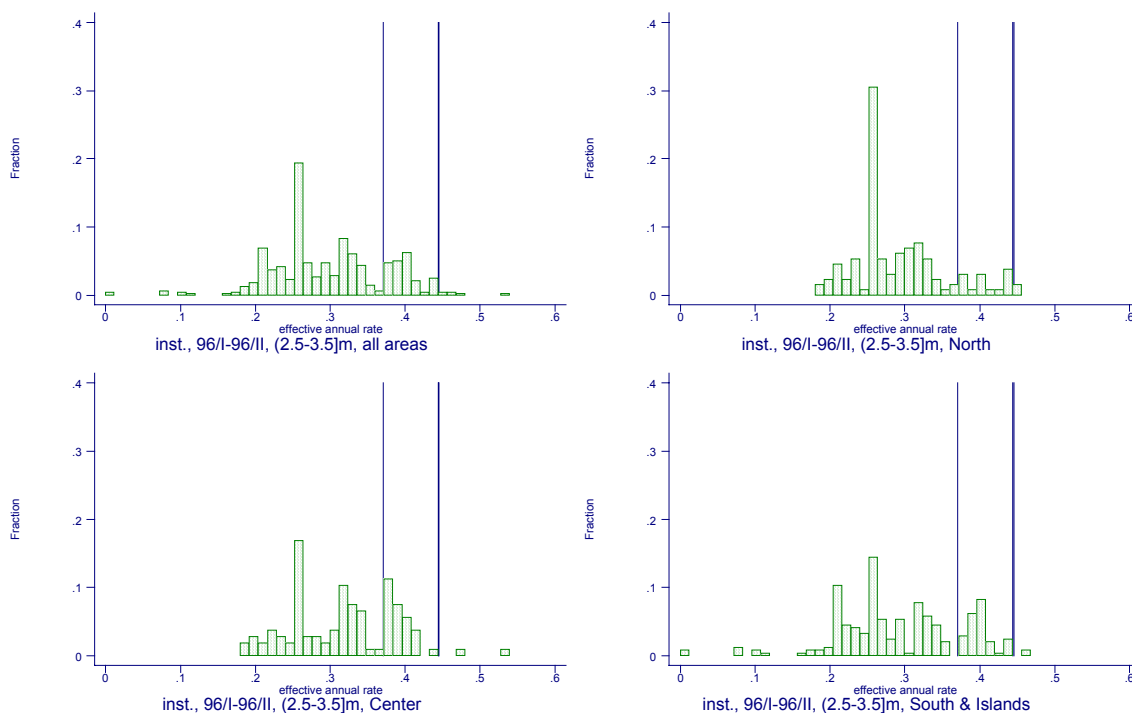 .4
.3
.2
.1
0
Fraction
0 .1 .2 .3 .4 .5 .6
effective annual rate
inst., 96/I-96/II, (2.5-3.5]m, all areas
.4
.3
.2
.1
0
Fraction
0 .1 .2 .3 .4 .5 .6
effective annual rate
inst., 96/I-96/II, (2.5-3.5]m, North
.4
.3
.2
.1
0
Fraction
0 .1 .2 .3 .4 .5 .6
effective annual rate
inst., 96/I-96/II, (2.5-3.5]m, Center
.4
.3
.2
.1
0
Fraction
0 .1 .2 .3 .4 .5 .6
effective annual rate
inst., 96/I-96/II, (2.5-3.5]m, South & Islands